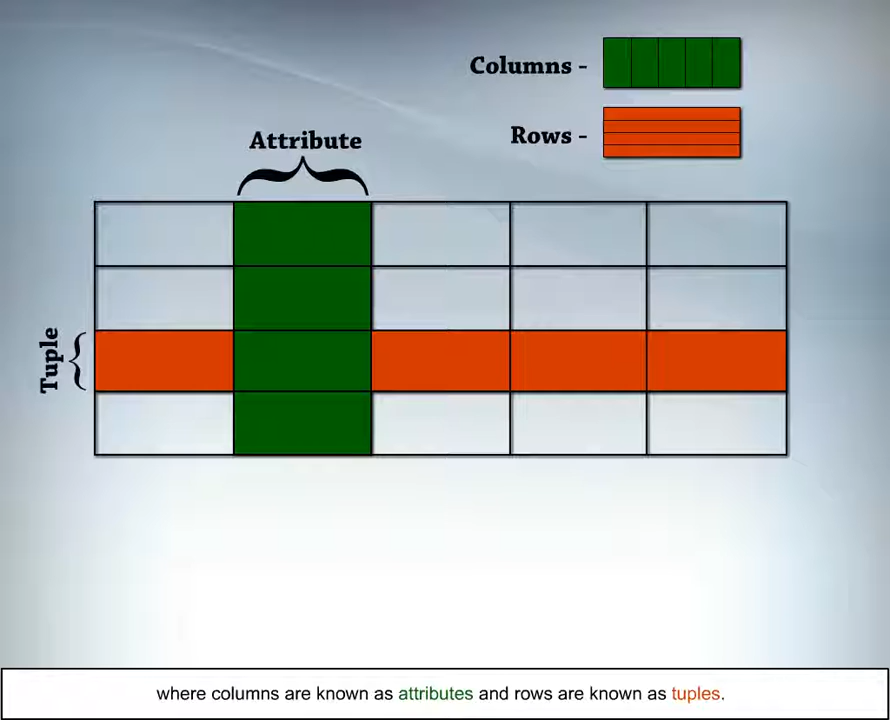 Columns -
Rows -
Attribute
Tuple
where columns are known as attributes and rows are known as tuples.